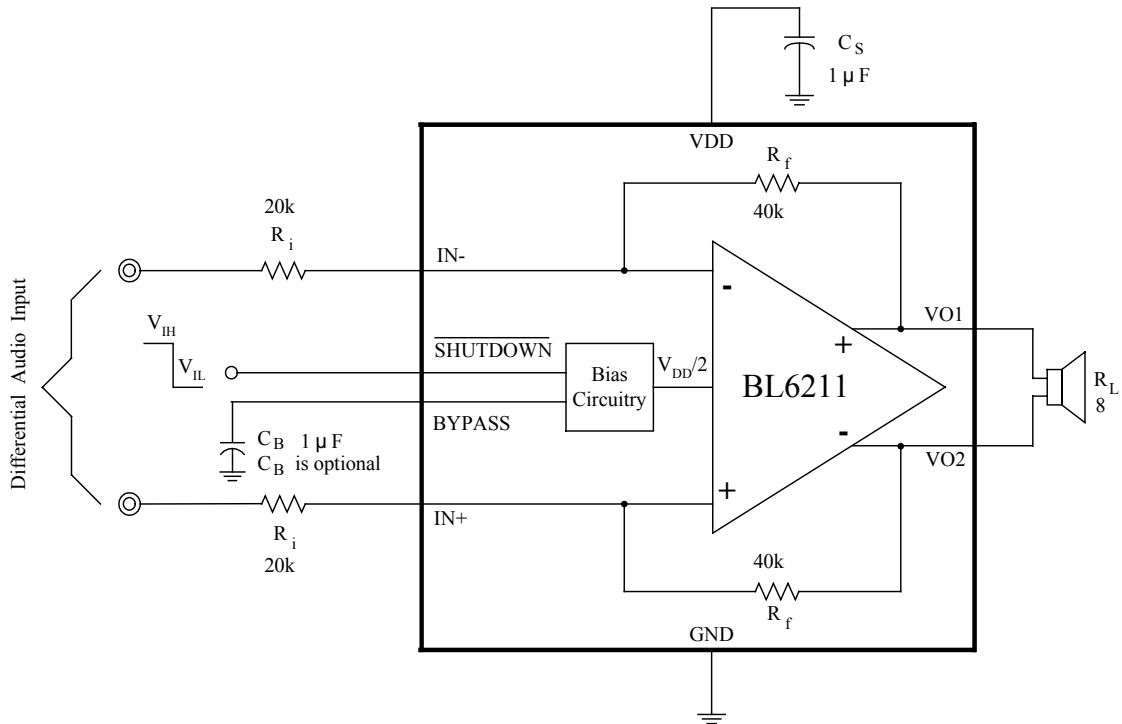 C S
1 μ F
VDD
R f
40k
20k
R i
IN-
Differential Audio Input
V IH
V IL
SHUTDOWN
BYPASS
Bias
Circuitry
V DD/2
-
+
BL6211
VO1
R L
8
C B 1 μ F
C B is optional
-
VO2
+
IN+
R i
20k
40k
R f
GND